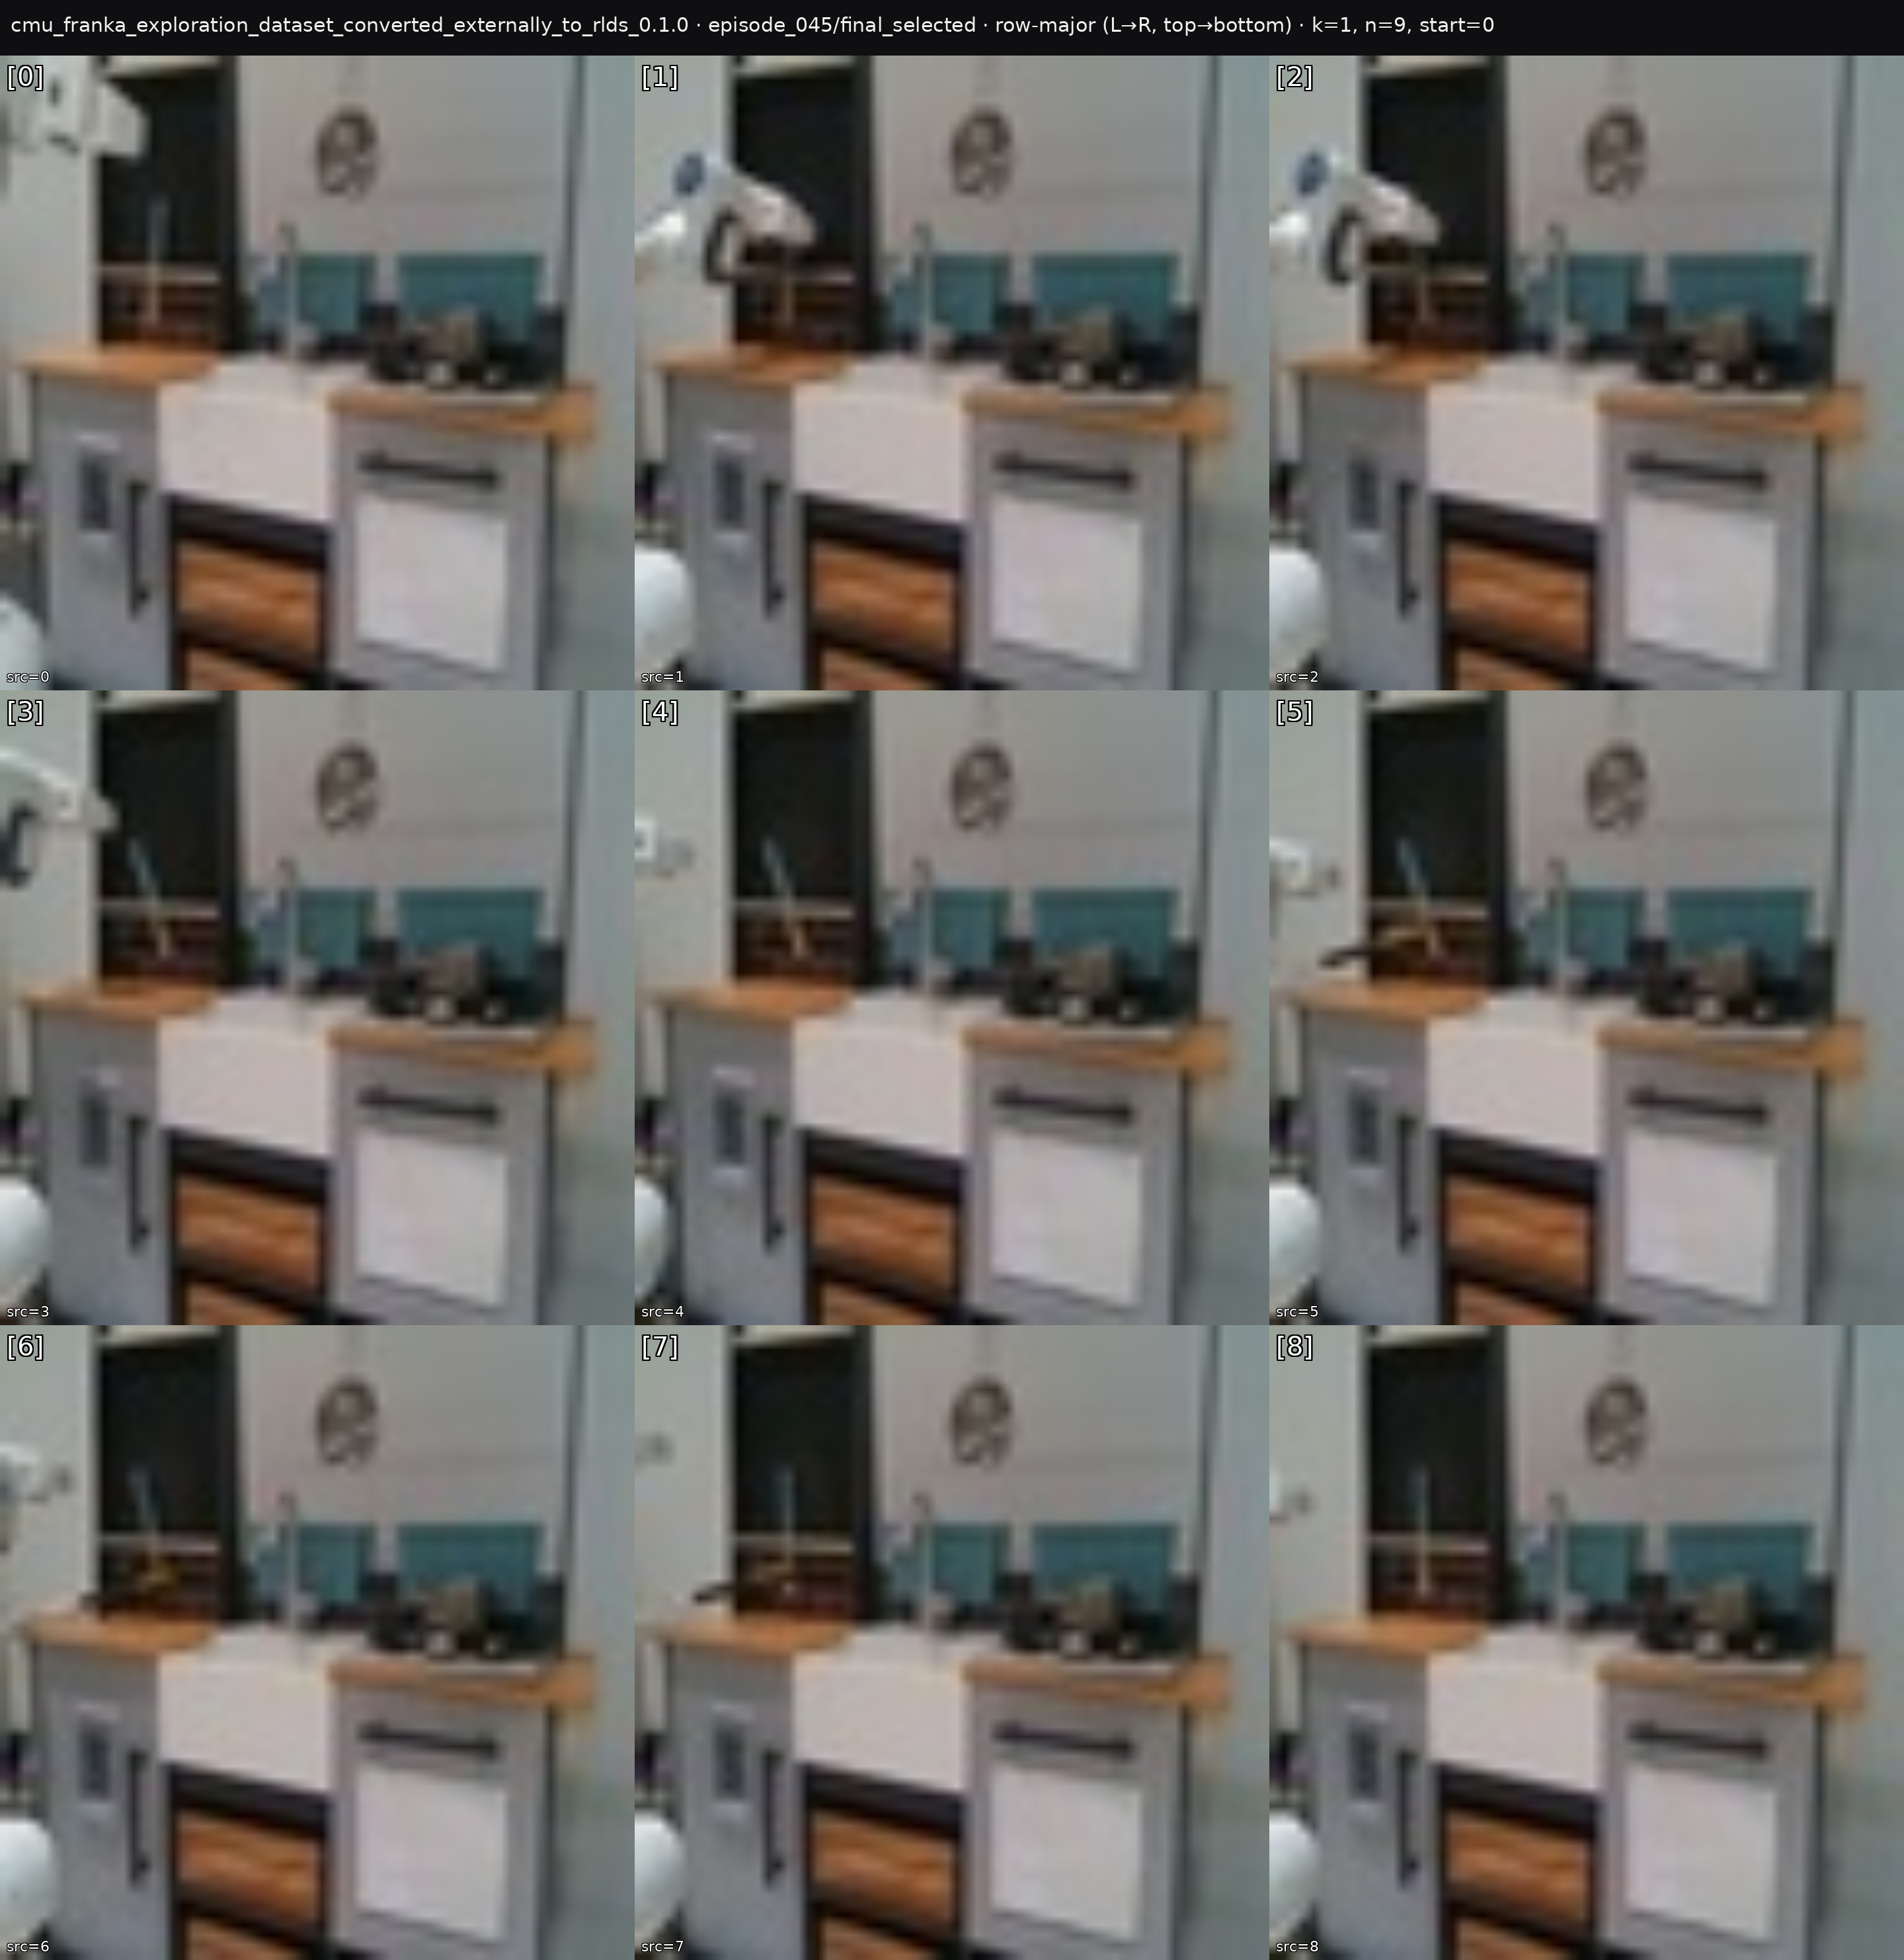 cmu_franka_exploration_dataset_converted_externally_to_rlds_0.1.0 · episode_045/final_selected · row-major (L→R, top→bottom) · k=1, n=9, start=0
[0]
[1]
[2]
src=0
src=1
src=2
[3]
[4]
[5]
src=3
src=4
src=5
[6]
[7]
[8]
src=6
src=7
src=8